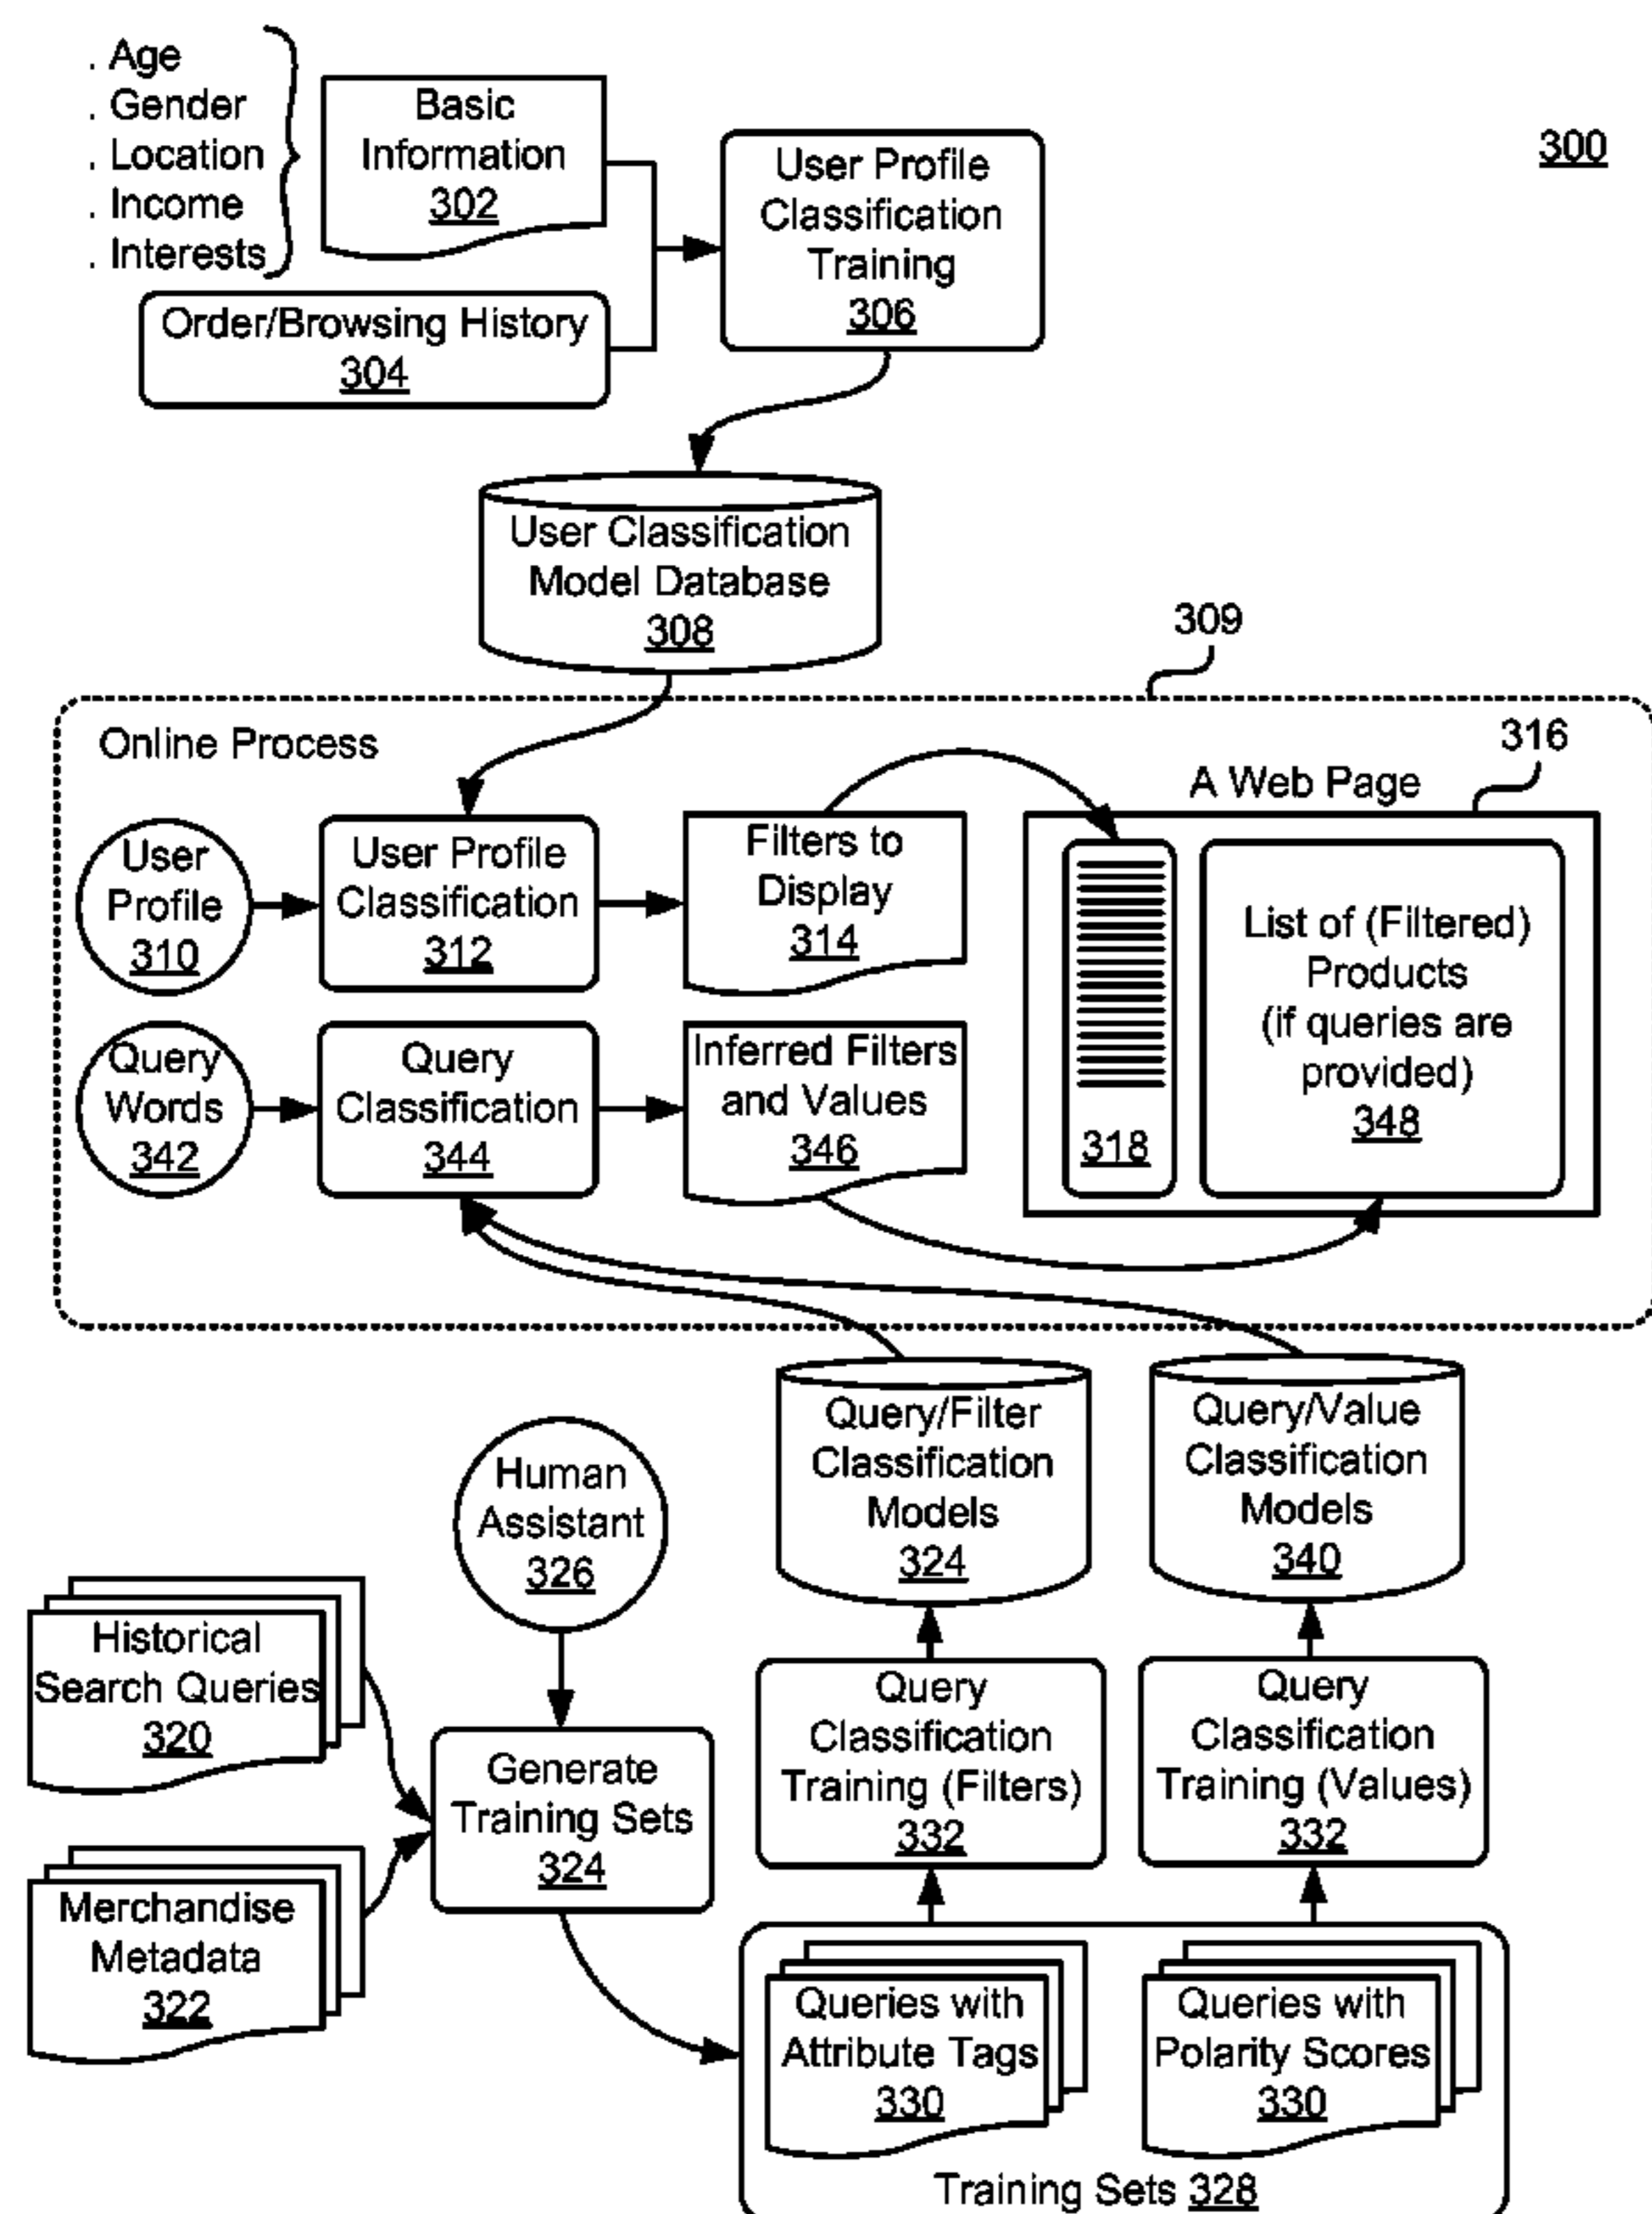 . Age
. Gender
. Location
. Income
. Interests
Basic
Information
302
User Profile
Classification
Training
306
300
Order/Browsing History
304
User Classification
Model Database
308
309
Online Process
316
A Web Page
User
Profile
310
User Profile
Classification
312
Filters to
Display
314
List of (Filtered)
Products
(if queries are
provided)
348
318
Query
Words
342
Query
Classification
344
Inferred Filters
and Values
346
Query/Filter
Classification
Models
324
Query/Value
Classification
Models
340
Human
Assistant
326
Historical
Search Queries
320
Merchandise
Metadata
322
Generate
Training Sets
324
Query
Classification
Training (Filters)
332
Query
Classification
Training (Values)
332
Queries with
Attribute Tags
330
Queries with
Polarity Scores
330
Training Sets 328